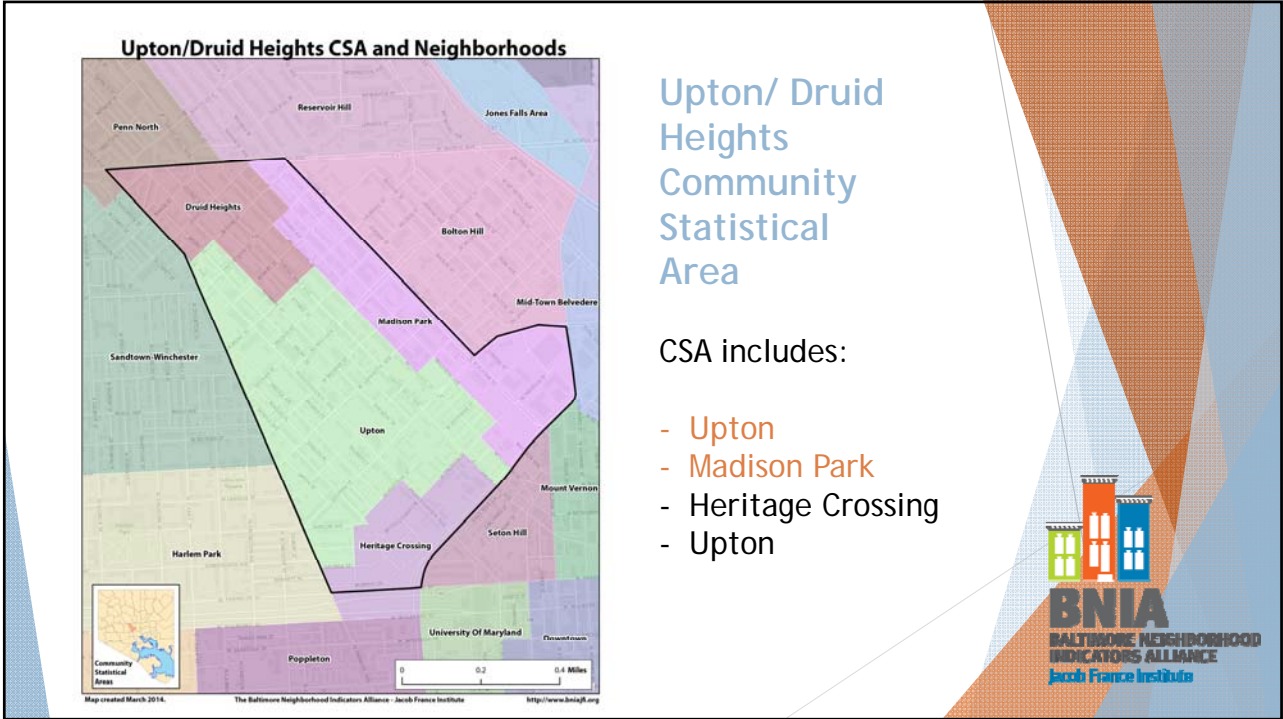 Upton/Druid Heights CSA and Neighborhoods
Reservoir Hill
Jones Falls Area
Penn North
Druid Heights
Bolton Hill
Mid-Town Belvedere
Madison Park
Sandtown-Winchester
Upton
Mount Vernon
Seton Hill
Heritage Crossing
Harlem Park
University Of Maryland
Downtown
Poppleton
Community
Statistical
Areas
0 0.2 0.4 Miles
Map created March 2014. The Baltimore Neighborhood Indicators Alliance - Jacob France Institute http://www.bniajfi.org
Upton/ Druid
Heights
Community
Statistical
Area
CSA includes:
- Upton
- Madison Park
- Heritage Crossing
- Upton
BNIA
BALTIMORE NEIGHBORHOOD
INDICATORS ALLIANCE
Jacob France Institute